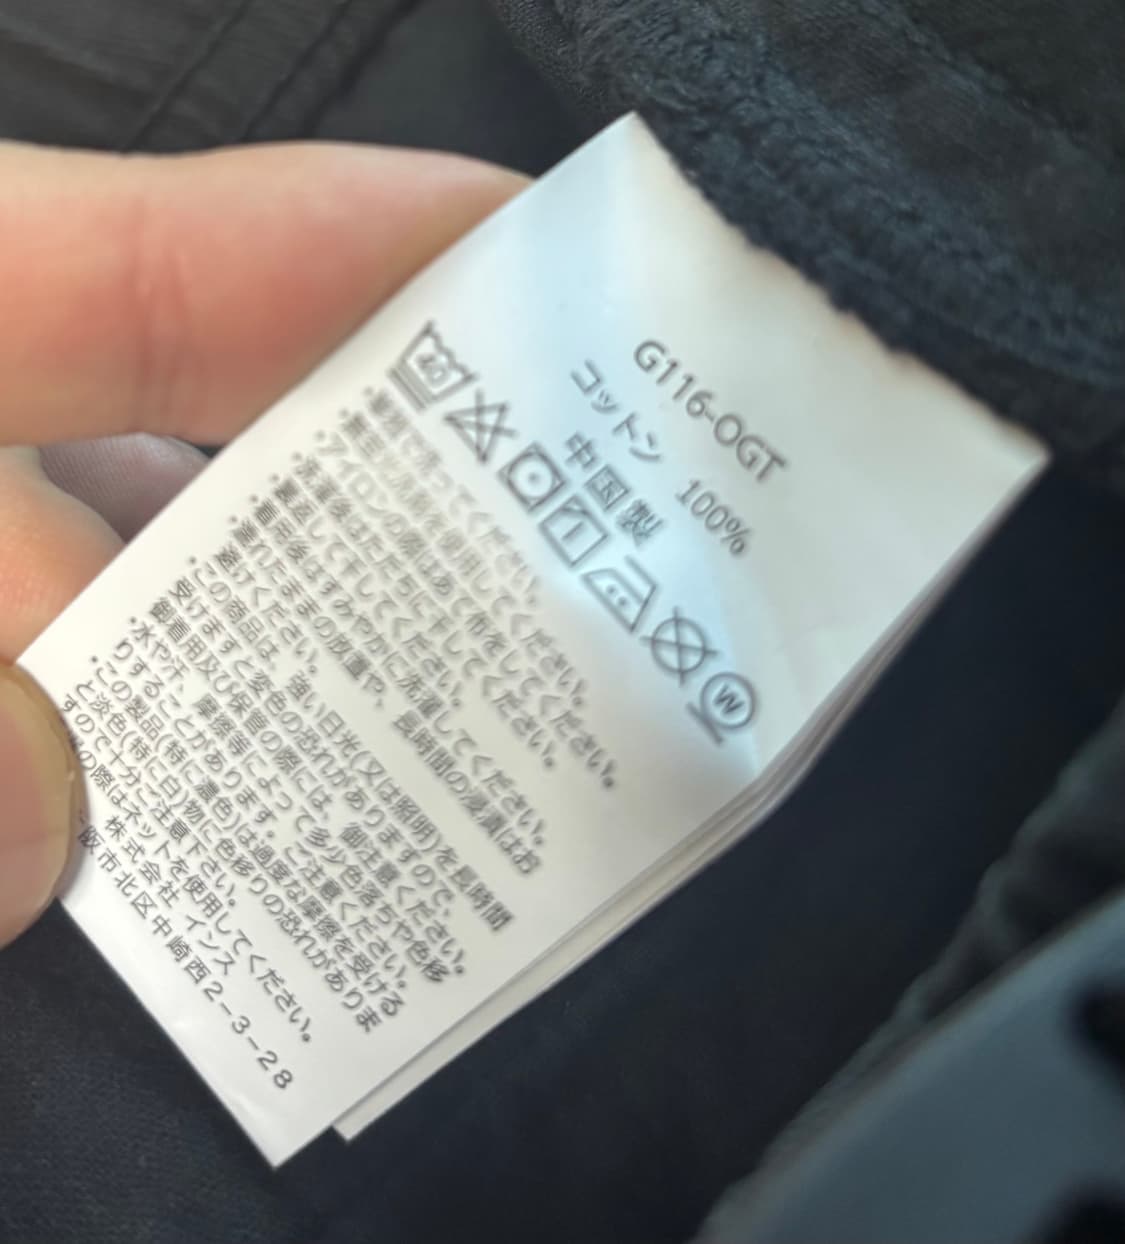 G116-OGT
コットン 100%
中国製
40
W
・単独で洗ってください。
・無蛍光洗剤を使用してください。
・アイロンの際はあて布をしてください。
・洗濯後はただちに干してください。
・裏返しして干してください。
・着用後はすみやかに洗濯してください。
・濡れたままの放置や、長時間の浸漬はお
避けください。
・この商品は、強い日光(又は照明)を長時間
受けますと変色の恐れがありますので、
御着用及び保管の際には、御注意ください。
・水や汗、摩擦等によって多少色落ちや色移
りすることがあります。ご注意ください。
・この製品(特に濃色)は過度な摩擦を受ける
と淡色(特に白)物に色移りの恐れがありま
すので十分ご注意下さい。
の際はネットを使用してください。
株式会社 インス
阪市北区中崎西2-3-28